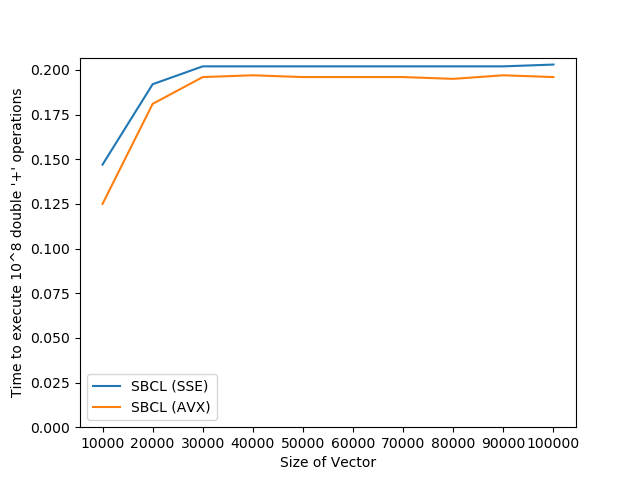 0.200
0.175
0.150
0.125
0.100
0.075
0.050
0.025
0.000
Time to execute 10^8 double '+' operations
SBCL (SSE)
SBCL (AVX)
10000 20000 30000 40000 50000 60000 70000 80000 90000 100000
Size of Vector